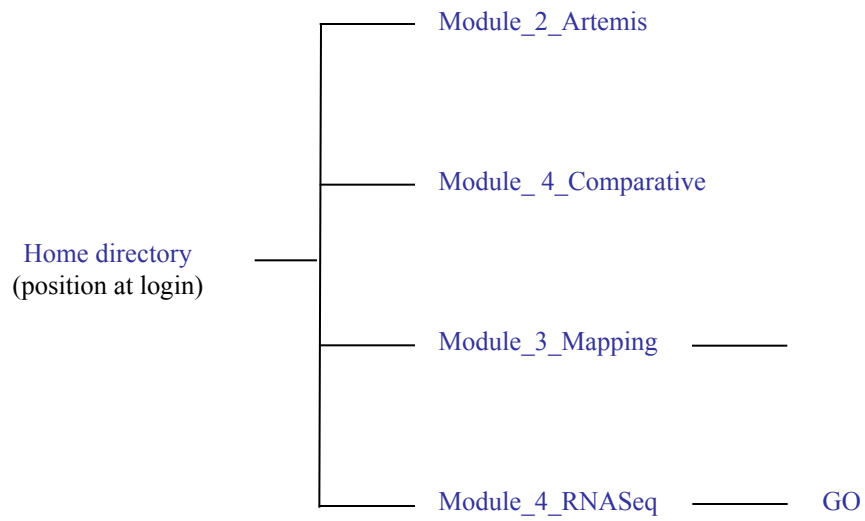 Module_2_Artemis
Module_ 4_Comparative
Home directory
(position at login)
Module_3_Mapping
Module_4_RNASeq
GO